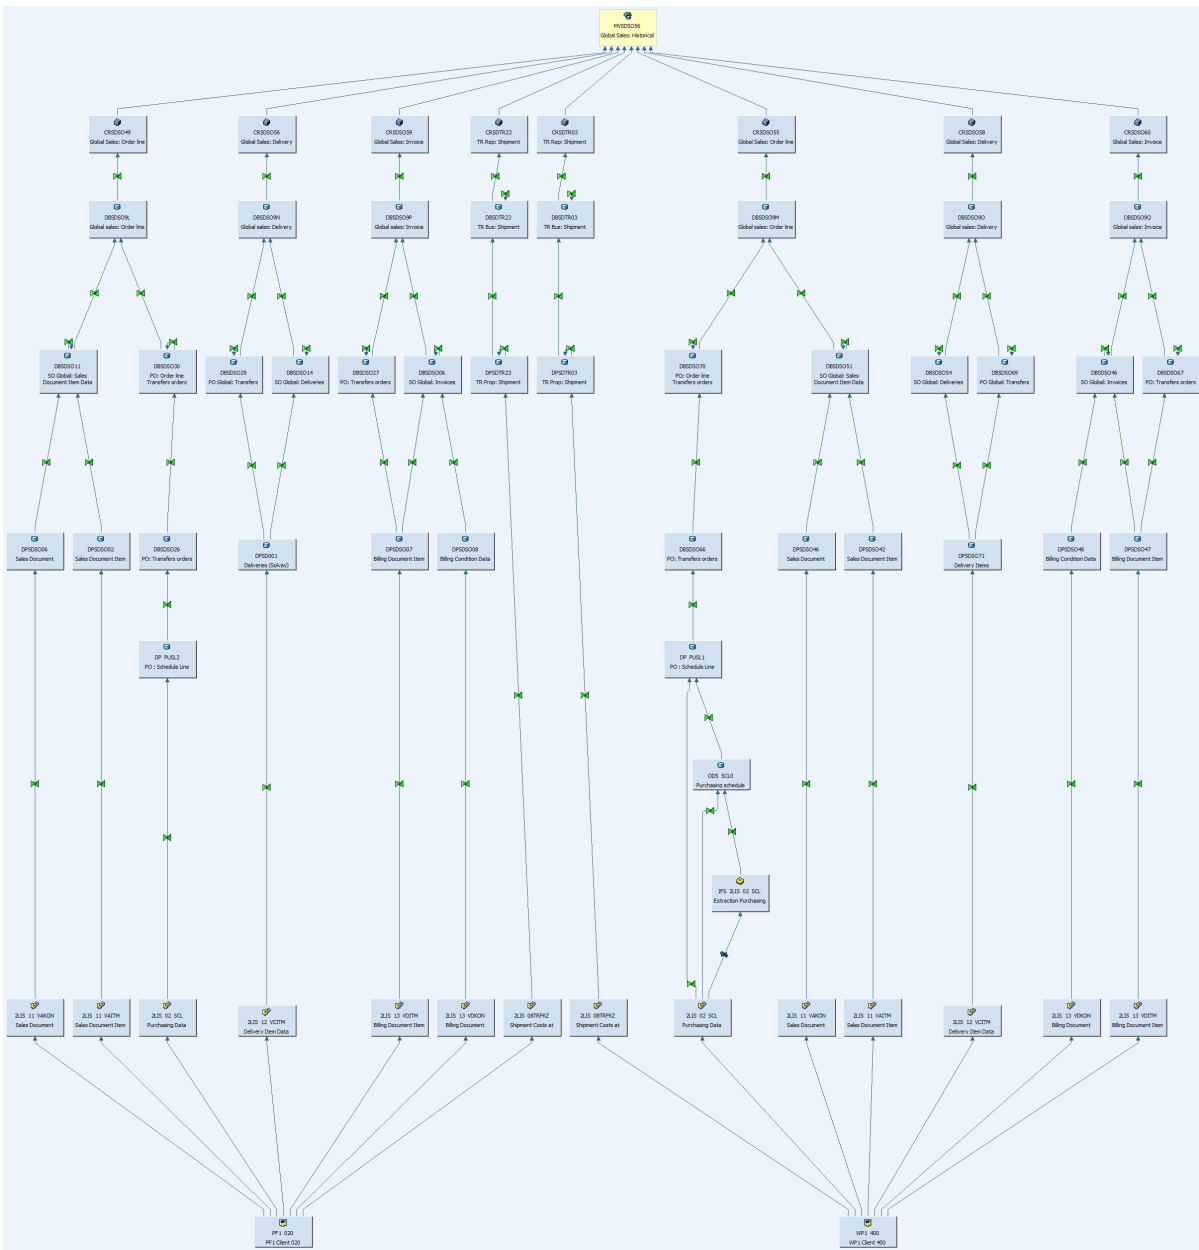 MVSDSO56
Global Sales: Historical
CRSDSO49
Global Sales: Order line
CRSDSO56
Global Sales: Delivery
CRSDSO59
Global Sales: Invoice
CRSDTR23
TR Rep: Shipment
CRSDTR03
TR Rep: Shipment
CRSDSO55
Global Sales: Order line
CRSDSO58
Global Sales: Delivery
CRSDSO60
Global Sales: Invoice
DBSDSO9L
Global sales: Order line
DBSDSO9N
Global sales: Delivery
DBSDSO9P
Global sales: Invoice
DBSDTR23
TR Bus: Shipment
DBSDTR03
TR Bus: Shipment
DBSDSO9M
Global sales: Order line
DBSDSO9O
Global sales: Delivery
DBSDSO9Q
Global sales: Invoice
DBSDSO11
SO Global: Sales
Document Item Data
DBSDSO30
PO: Order line
Transfers orders
DBSDSO29
PO Global: Transfers
DBSDSO14
SO Global: Deliveries
DBSDSO27
PO: Transfers orders
DBSDSO06
SO Global: Invoices
DPSDTR23
TR Prop: Shipment
DPSDTR03
TR Prop: Shipment
DBSDSO70
PO: Order line
Transfers orders
DBSDSO51
SO Global: Sales
Document Item Data
DBSDSO54
SO Global: Deliveries
DBSDSO69
PO Global: Transfers
DBSDSO46
SO Global: Invoices
DBSDSO67
PO: Transfers orders
DPSDSO06
Sales Document
DPSDSO02
Sales Document Item
DBSDSO26
PO: Transfers orders
DPSD001
Deliveries (Solvay)
DPSDSO07
Billing Document Item
DPSDSO08
Billing Condition Data
DBSDSO66
PO: Transfers orders
DPSDSO46
Sales Document
DPSDSO42
Sales Document Item
DPSDSO71
Delivery Items
DPSDSO48
Billing Condition Data
DPSDSO47
Billing Document Item
DP PUSL2
PO : Schedule Line
DP PUSL1
PO : Schedule Line
ODS SCL0
Purchasing schedule
IPS 2LIS 02 SCL
Extraction Purchasing
2LIS 11 VAKON
Sales Document
2LIS 11 VAITM
Sales Document Item
2LIS 02 SCL
Purchasing Data
2LIS 12 VCITM
Delivery Item Data
2LIS 13 VDITM
Billing Document Item
2LIS 13 VDKON
Billing Document
2LIS 08TRFKZ
Shipment Costs at
2LIS 08TRFKZ
Shipment Costs at
2LIS 02 SCL
Purchasing Data
2LIS 11 VAKON
Sales Document
2LIS 11 VAITM
Sales Document Item
2LIS 12 VCITM
Delivery Item Data
2LIS 13 VDKON
Billing Document
2LIS 13 VDITM
Billing Document Item
PF1 020
PF1 Client 020
WP1 400
WP1 Client 400